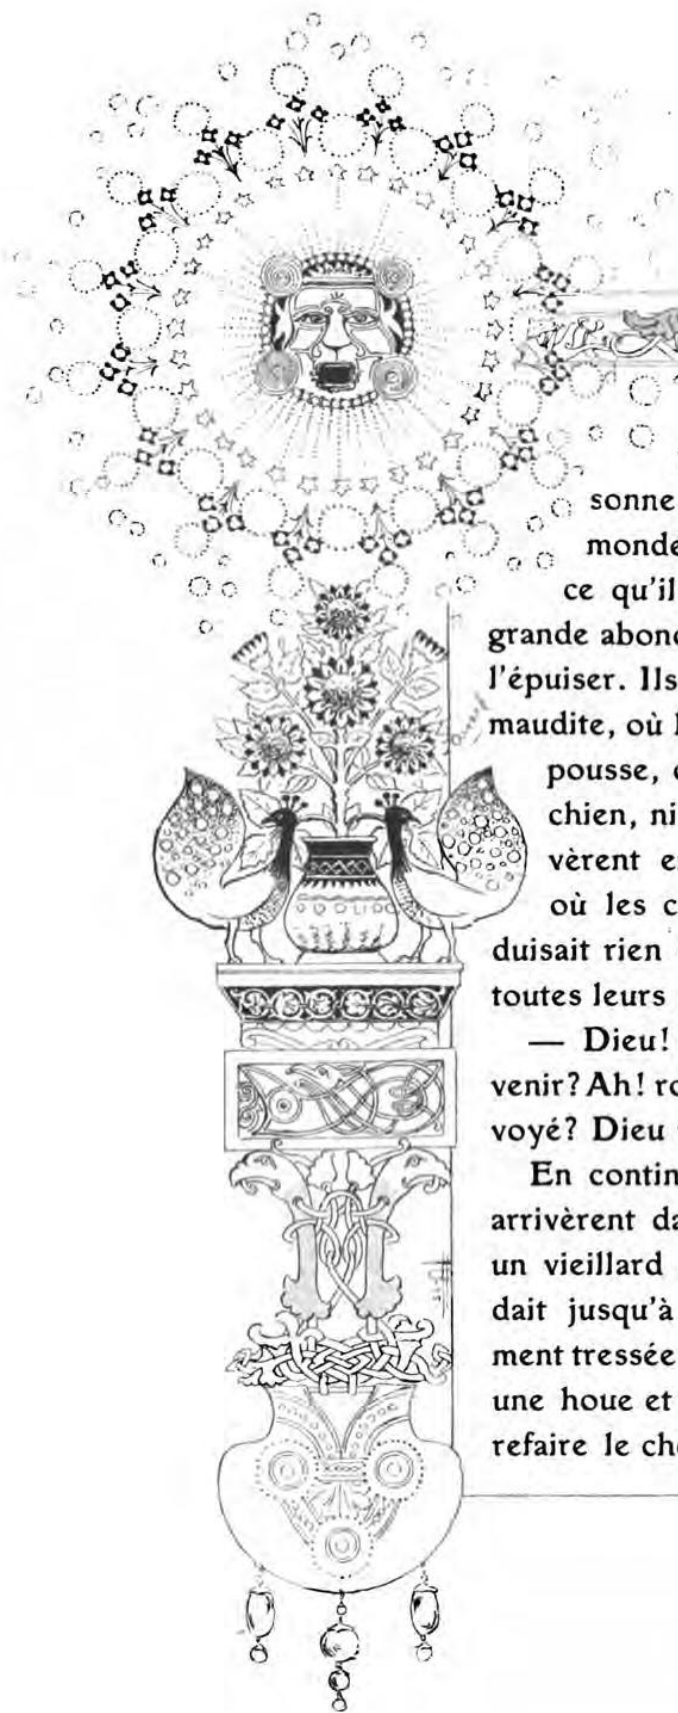 sonne
monde
ce qu'il
grande abond
l'épuiser. Ils
maudite, où l
pousse,
chien, ni
vèrent e
où les c
duisait rien
toutes leurs
— Dieu!
venir? Ah! ro
voyé? Dieu
En contin
arrivèrent da
un vieillard
dait jusqu'à
ment tressée
une houe et
refaire le che